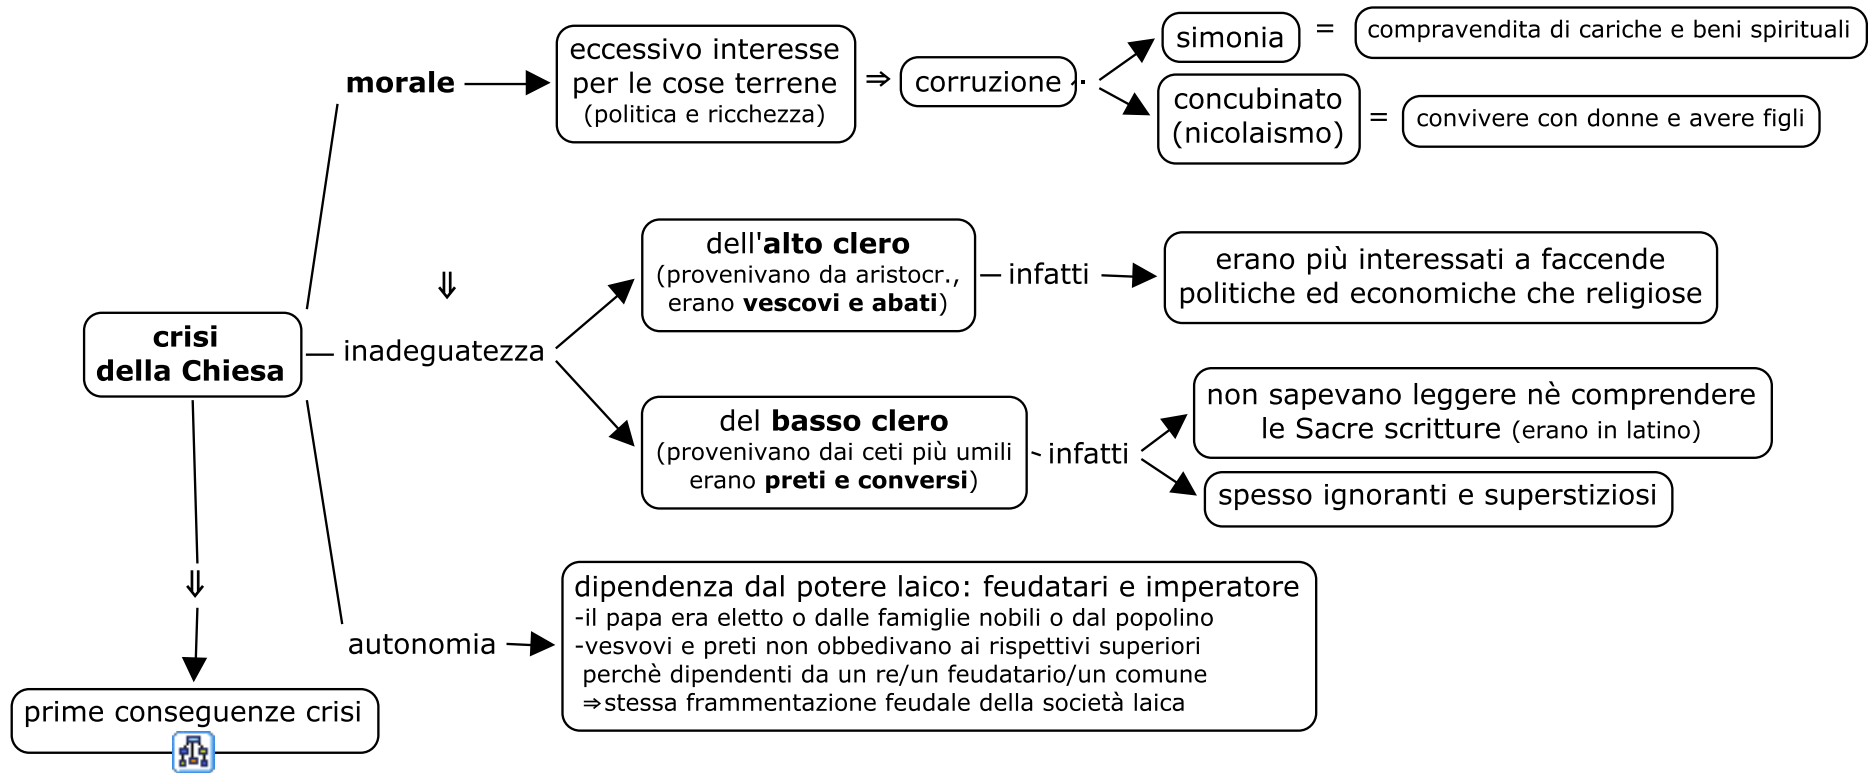 morale
eccessivo interesse
per le cose terrene
(politica e ricchezza)
⇒
corruzione
simonia
=
compravendita di cariche e beni spirituali
concubinato
(nicolaismo)
=
convivere con donne e avere figli
⇓
crisi
della Chiesa
inadeguatezza
dell'alto clero
(provenivano da aristocr.,
erano vescovi e abati)
infatti
erano più interessati a faccende
politiche ed economiche che religiose
del basso clero
(provenivano dai ceti più umili
erano preti e conversi)
infatti
non sapevano leggere nè comprendere
le Sacre scritture (erano in latino)
spesso ignoranti e superstiziosi
autonomia
dipendenza dal potere laico: feudatari e imperatore
-il papa era eletto o dalle famiglie nobili o dal popolino
-vesvovi e preti non obbedivano ai rispettivi superiori
perchè dipendenti da un re/un feudatario/un comune
⇒stessa frammentazione feudale della società laica
⇓
prime conseguenze crisi